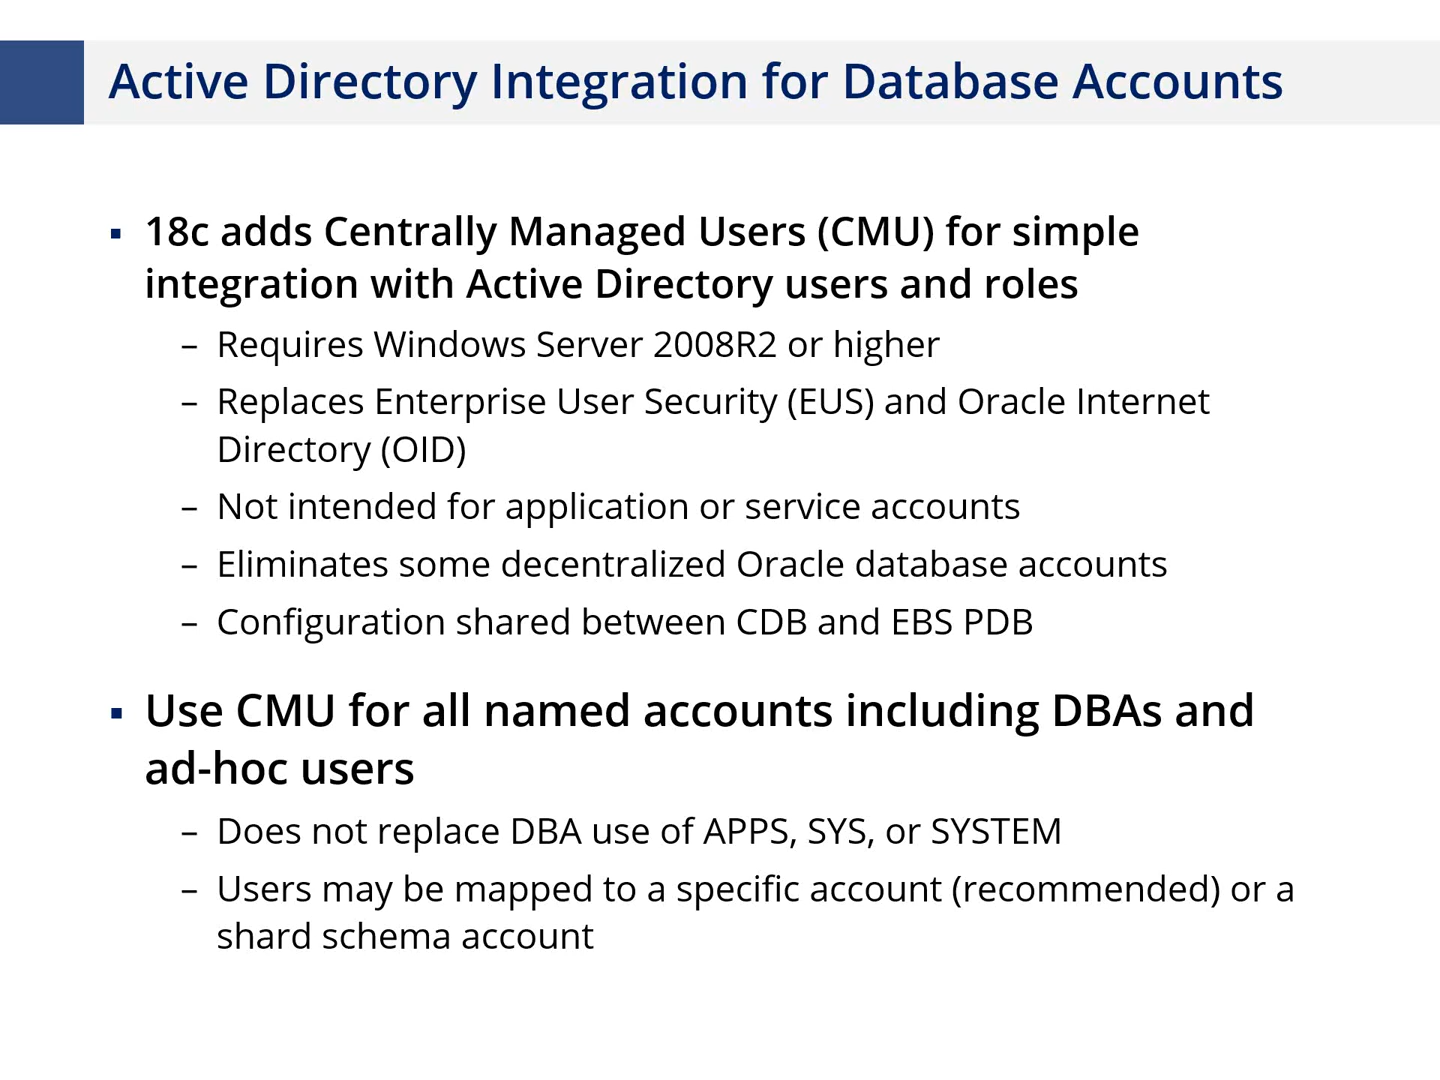 Active Directory Integration for Database Accounts
▪ 18c adds Centrally Managed Users (CMU) for simple
integration with Active Directory users and roles
– Requires Windows Server 2008R2 or higher
– Replaces Enterprise User Security (EUS) and Oracle Internet
Directory (OID)
– Not intended for application or service accounts
– Eliminates some decentralized Oracle database accounts
– Configuration shared between CDB and EBS PDB
▪ Use CMU for all named accounts including DBAs and
ad-hoc users
– Does not replace DBA use of APPS, SYS, or SYSTEM
– Users may be mapped to a specific account (recommended) or a
shard schema account